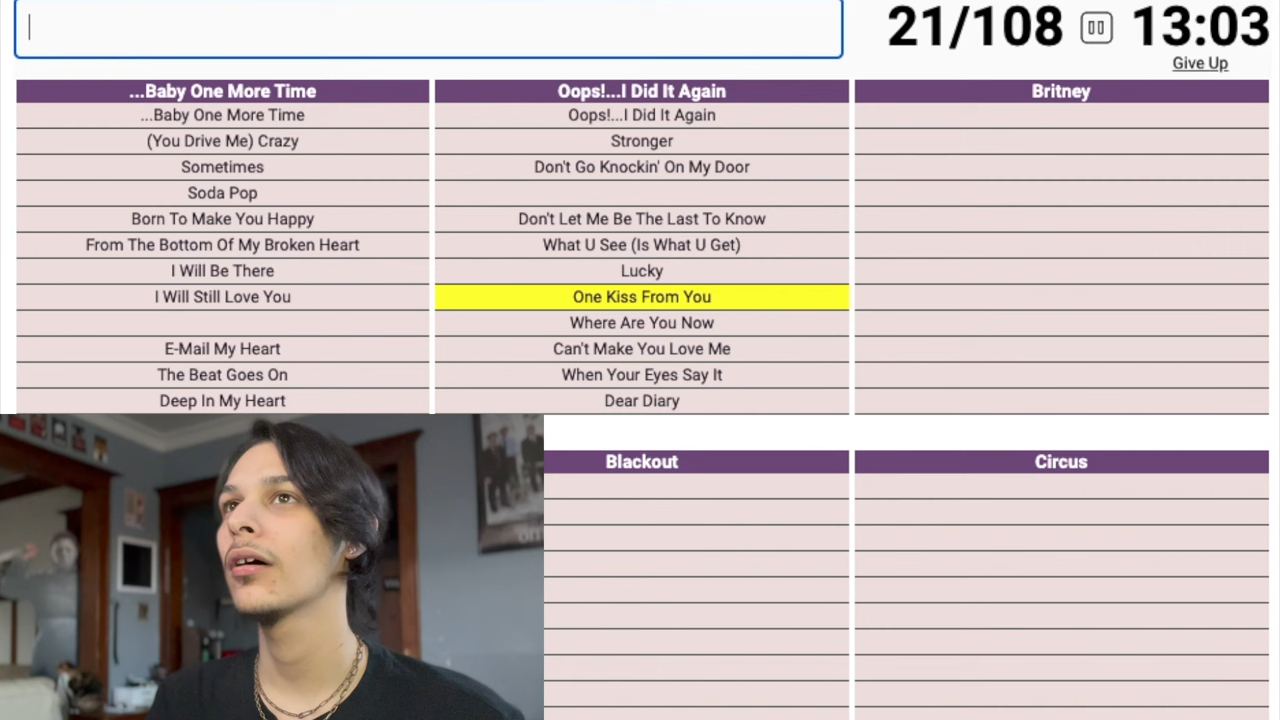 21/108 13:03
Give Up
...Baby One More Time
...Baby One More Time
(You Drive Me) Crazy
Sometimes
Soda Pop
Born To Make You Happy
From The Bottom Of My Broken Heart
I Will Be There
I Will Still Love You
E-Mail My Heart
The Beat Goes On
Deep In My Heart
Oops!...I Did It Again
Oops!...I Did It Again
Stronger
Don't Go Knockin' On My Door
Don't Let Me Be The Last To Know
What U See (Is What U Get)
Lucky
One Kiss From You
Where Are You Now
Can't Make You Love Me
When Your Eyes Say It
Dear Diary
Britney
Blackout
Circus